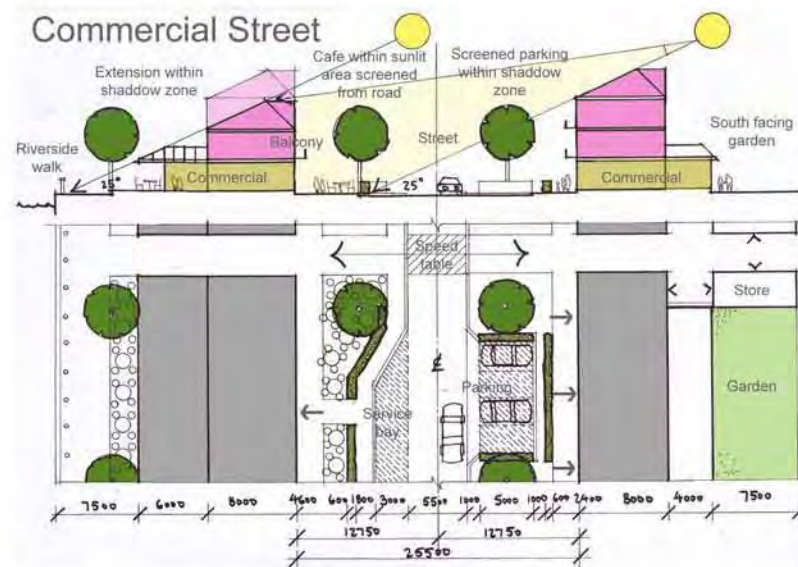 Commercial Street
Extension within
shaddow zone
Cafe within sunlit
area screened
from road
Screened parking
within shaddow
zone
Riverside
walk
Balcony
Street
South facing
garden
Commercial
Commercial
25°
25°
Speed
table
Store
Parking
Garden
Service
bay
7500 6000 8000 4600 600 1800 3000 5500 1000 5000 1000 600 2400 8000 4000 7500
12750 12750
25500